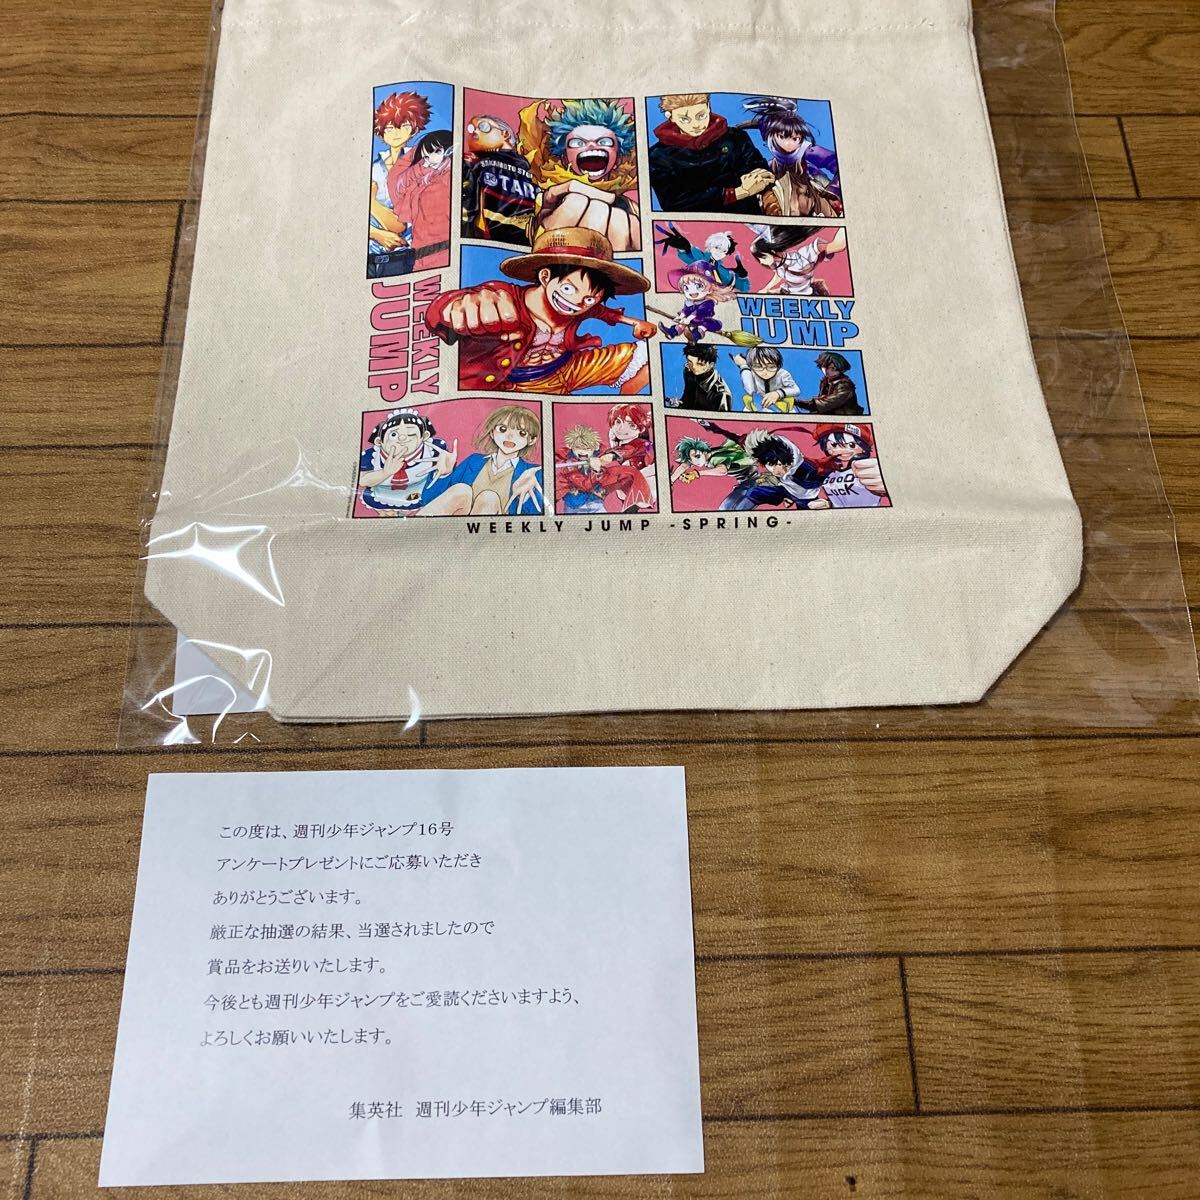 SAKAMOTO STORE
TAR
WEEKLY
JUMP
WEEKLY
JUMP
GOOD
LUCK
WEEKLY JUMP -SPRING-
この度は、週刊少年ジャンプ16号
アンケートプレゼントにご応募いただき
ありがとうございます。
厳正な抽選の結果、当選されましたので
賞品をお送りいたします。
今後とも週刊少年ジャンプをご愛読くださいますよう、
よろしくお願いいたします。
集英社 週刊少年ジャンプ編集部